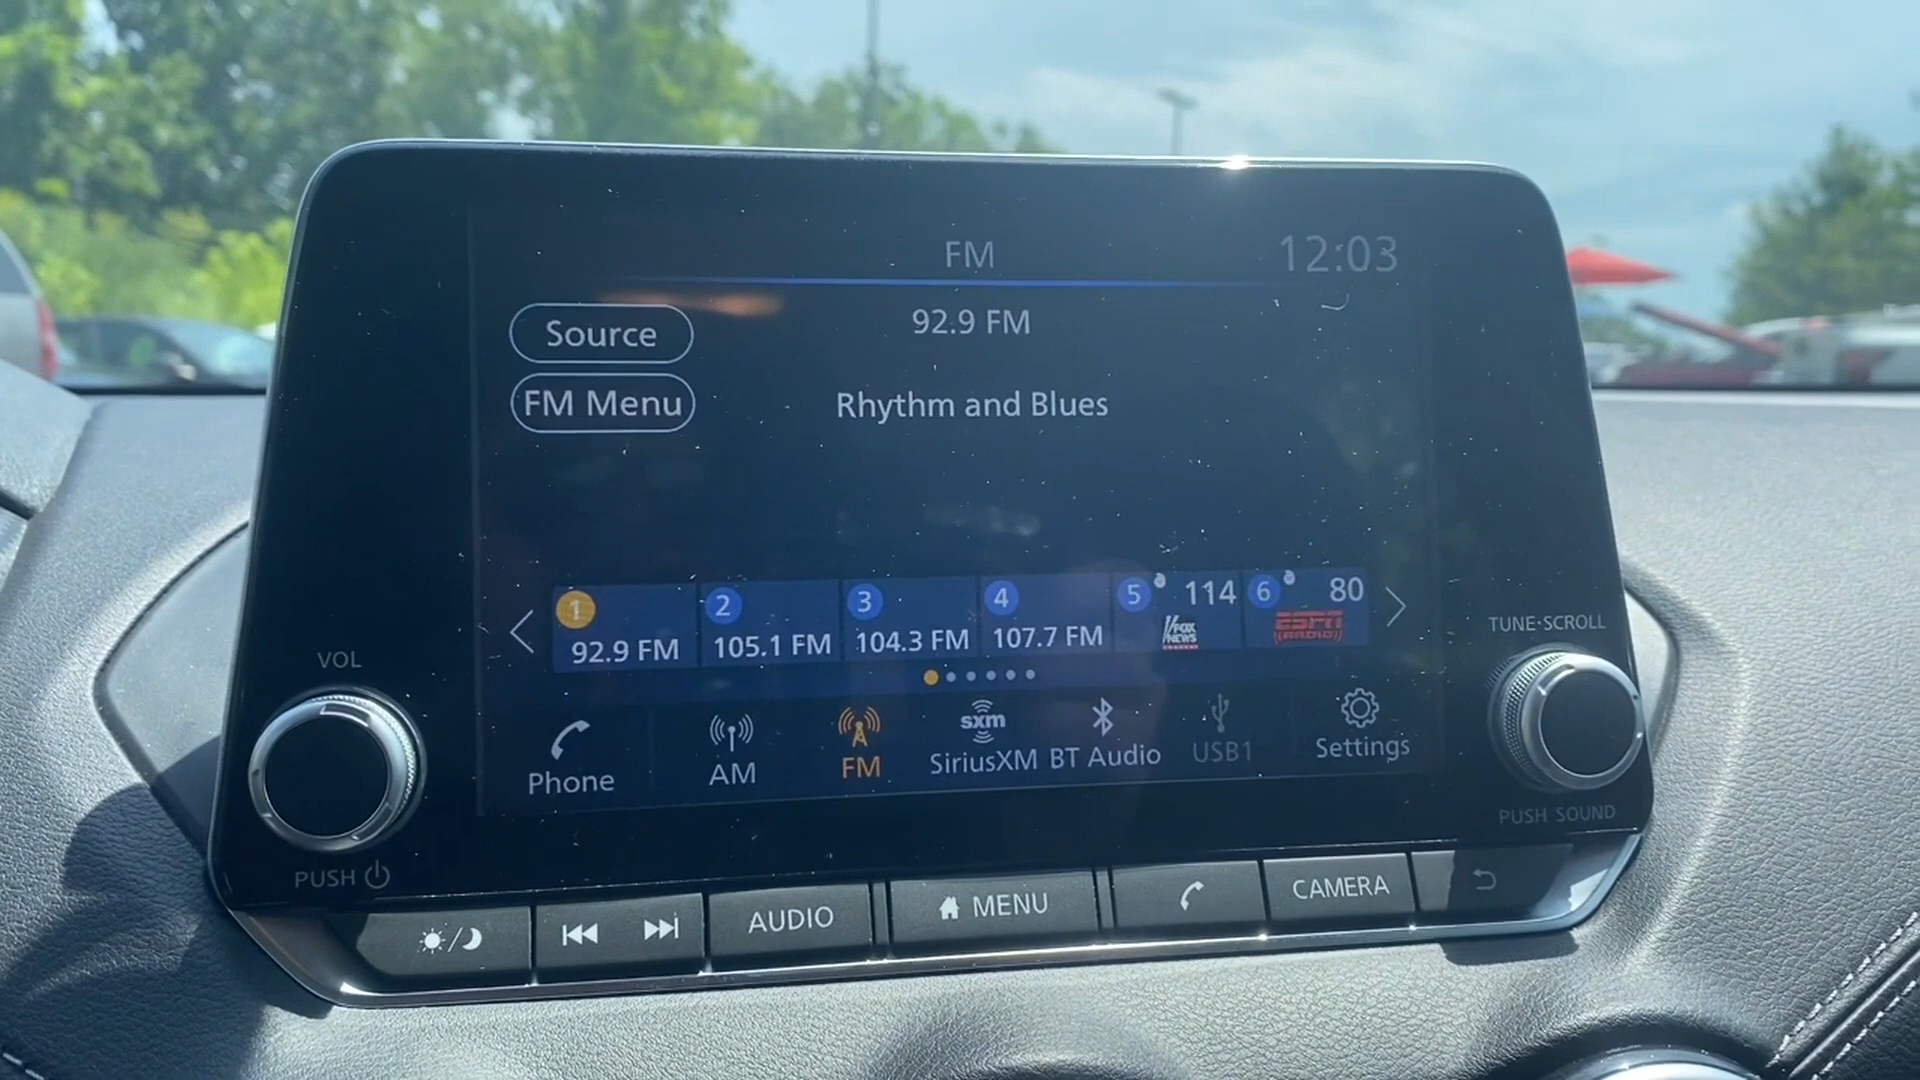 FM
12:03
Source
92.9 FM
FM Menu
Rhythm and Blues
1
92.9 FM
2
105.1 FM
3
104.3 FM
4
107.7 FM
5
114
FOX
NEWS
6
80
ESPN
RADIO
Phone
AM
FM
sxm
SiriusXM
BT Audio
USB1
Settings
VOL
PUSH
TUNE·SCROLL
PUSH SOUND
AUDIO
MENU
CAMERA